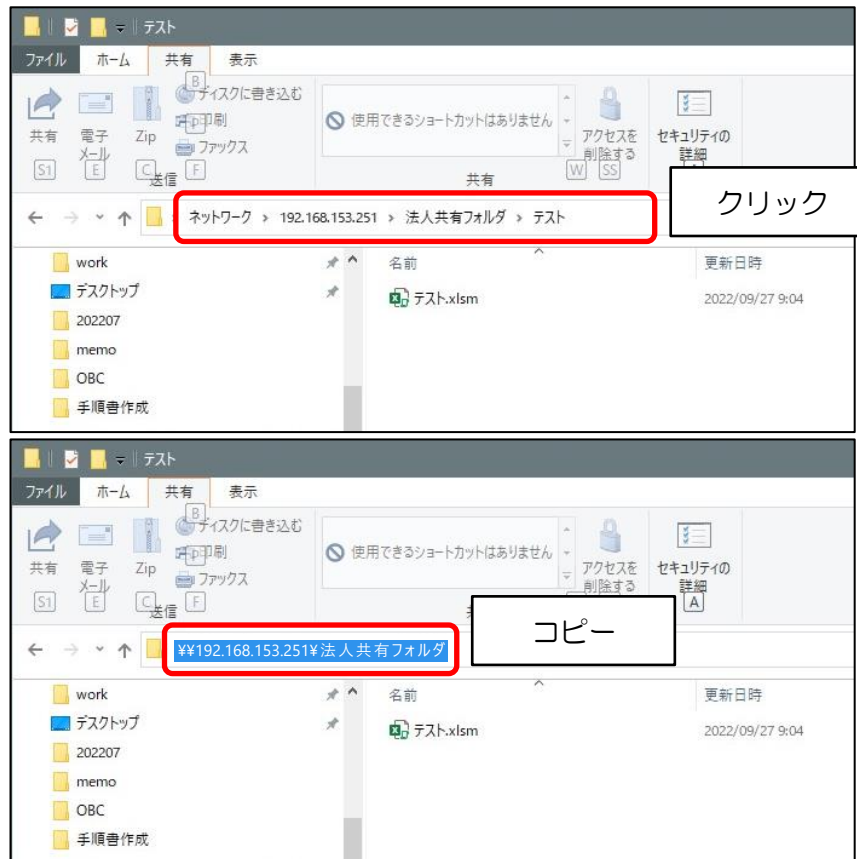 テスト
ファイル ホーム 共有 表示
B
ディスクに書き込む
P 印刷
ファックス
共有 電子メール Zip
使用できるショートカットはありません
アクセスを削除する
セキュリティの詳細
S1 E C F W SS
送信 共有
クリック
ネットワーク > 192.168.153.251 > 法人共有フォルダ > テスト
work 名前 更新日時
デスクトップ テスト.xlsm 2022/09/27 9:04
202207
memo
OBC
手順書作成
テスト
ファイル ホーム 共有 表示
B
ディスクに書き込む
P 印刷
ファックス
共有 電子メール Zip
使用できるショートカットはありません
アクセスを削除する
セキュリティの詳細
S1 E C F A
送信
コピー
¥¥192.168.153.251¥法人共有フォルダ
work 名前 更新日時
デスクトップ テスト.xlsm 2022/09/27 9:04
202207
memo
OBC
手順書作成